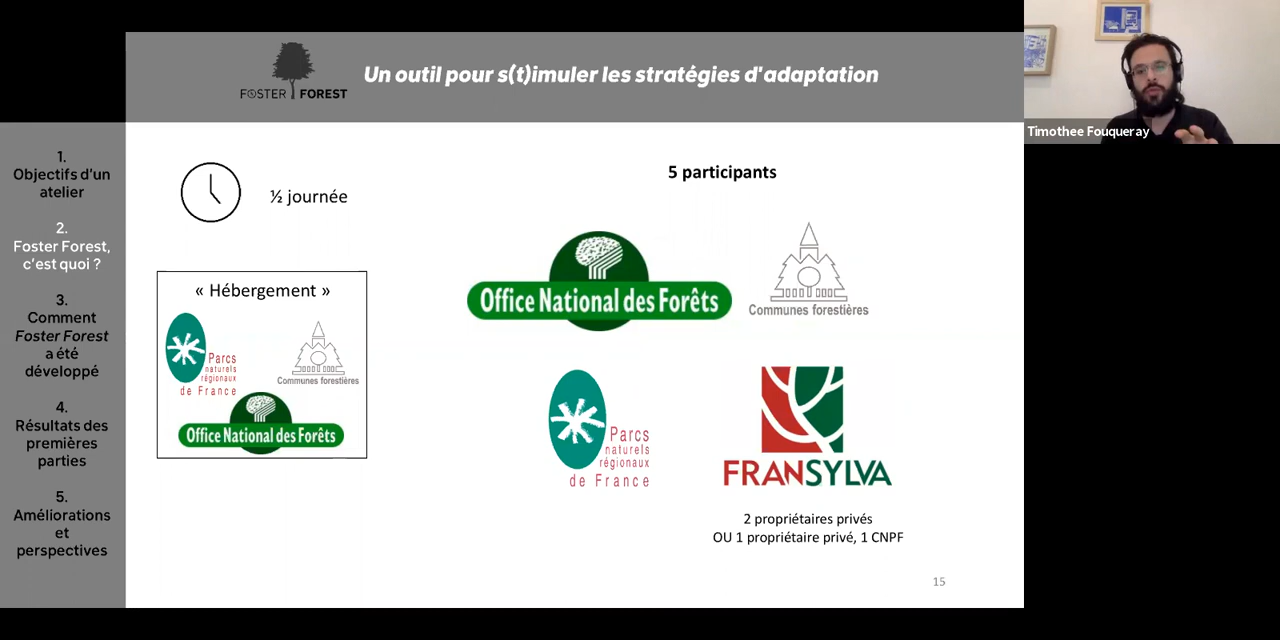 FOSTER FOREST
Un outil pour s(t)imuler les stratégies d'adaptation
Timothee Fouqueray
1.
Objectifs d'un
atelier
2.
Foster Forest,
c'est quoi ?
3.
Comment
Foster Forest
a été
développé
4.
Résultats des
premières
parties
5.
Améliorations
et
perspectives
½ journée
« Hébergement »
Parcs
naturels
régionaux
de France
Communes forestières
Office National des Forêts
5 participants
Office National des Forêts
Communes forestières
Parcs
naturels
régionaux
de France
FRANSYLVA
2 propriétaires privés
OU 1 propriétaire privé, 1 CNPF
15